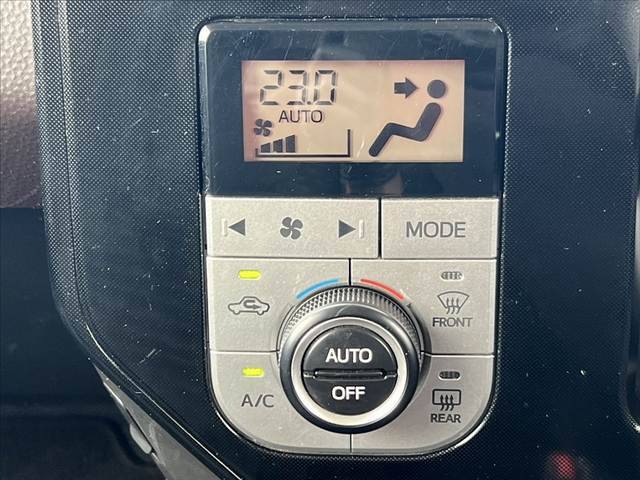 23.0
AUTO
MODE
FRONT
AUTO
OFF
A/C
REAR